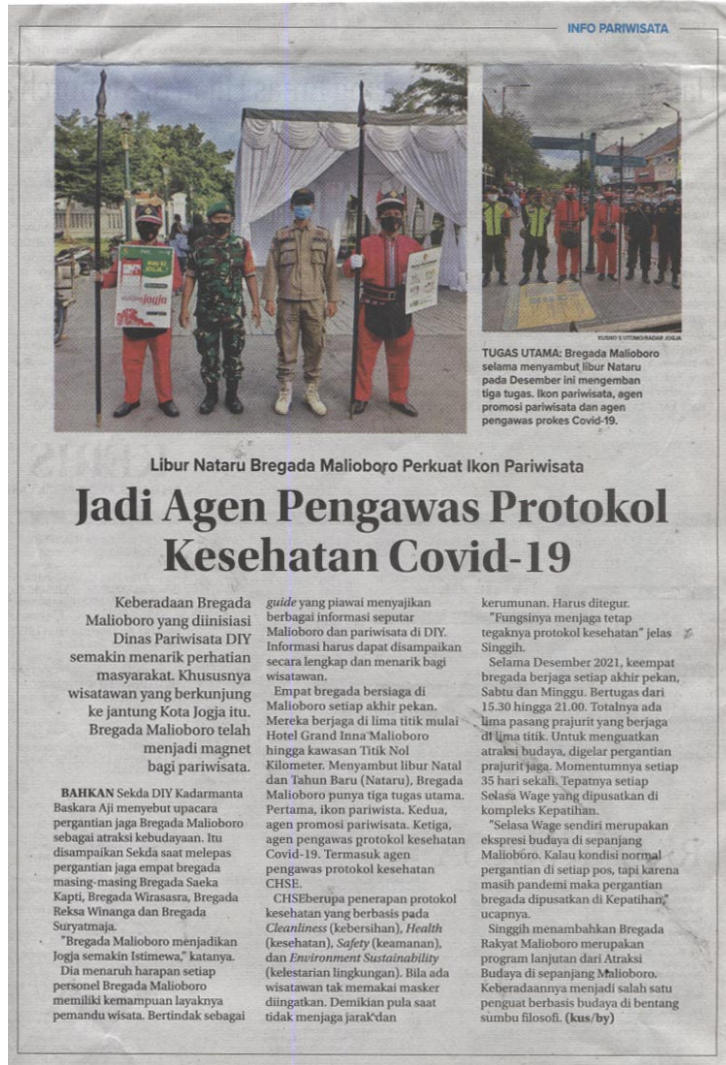 INFO PARIWISATA
jogja
KUSNO S UTOMO/RADAR JOGJA
TUGAS UTAMA: Bregada Malioboro
selama menyambut libur Nataru
pada Desember ini mengemban
tiga tugas. Ikon pariwisata, agen
promosi pariwisata dan agen
pengawas prokes Covid-19.
Libur Nataru Bregada Malioboro Perkuat Ikon Pariwisata
Jadi Agen Pengawas Protokol
Kesehatan Covid-19
Keberadaan Bregada
Malioboro yang diinisiasi
Dinas Pariwisata DIY
semakin menarik perhatian
masyarakat. Khususnya
wisatawan yang berkunjung
ke jantung Kota Jogja itu.
Bregada Malioboro telah
menjadi magnet
bagi pariwisata.
BAHKAN Sekda DIY Kadarmanta
Baskara Aji menyebut upacara
pergantian jaga Bregada Malioboro
sebagai atraksi kebudayaan. Itu
disampaikan Sekda saat melepas
pergantian jaga empat bregada
masing-masing Bregada Saeka
Kapti, Bregada Wirasasra, Bregada
Reksa Winanga dan Bregada
Suryatmaja.
"Bregada Malioboro menjadikan
Jogja semakin Istimewa," katanya.
Dia menaruh harapan setiap
personel Bregada Malioboro
memiliki kemampuan layaknya
pemandu wisata. Bertindak sebagai
guide yang piawai menyajikan
berbagai informasi seputar
Malioboro dan pariwisata di DIY.
Informasi harus dapat disampaikan
secara lengkap dan menarik bagi
wisatawan.
Empat bregada bersiaga di
Malioboro setiap akhir pekan.
Mereka berjaga di lima titik mulai
Hotel Grand Inna Malioboro
hingga kawasan Titik Nol
Kilometer. Menyambut libur Natal
dan Tahun Baru (Nataru), Bregada
Malioboro punya tiga tugas utama.
Pertama, ikon pariwista. Kedua,
agen promosi pariwisata. Ketiga,
agen pengawas protokol kesehatan
Covid-19. Termasuk agen
pengawas protokol kesehatan
CHSE.
CHSEberupa penerapan protokol
kesehatan yang berbasis pada
Cleanliness (kebersihan), Health
(kesehatan), Safety (keamanan),
dan Environment Sustainability
(kelestarian lingkungan). Bila ada
wisatawan tak memakai masker
diingatkan. Demikian pula saat
tidak menjaga jarak dan
kerumunan. Harus ditegur.
"Fungsinya menjaga tetap
tegaknya protokol kesehatan" jelas
Singgih.
Selama Desember 2021, keempat
bregada berjaga setiap akhir pekan,
Sabtu dan Minggu. Bertugas dari
15.30 hingga 21.00. Totalnya ada
lima pasang prajurit yang berjaga
di lima titik. Untuk menguatkan
atraksi budaya, digelar pergantian
prajurit jaga. Momentumnya setiap
35 hari sekali. Tepatnya setiap
Selasa Wage yang dipusatkan di
kompleks Kepatihan.
"Selasa Wage sendiri merupakan
ekspresi budaya di sepanjang
Malioboro. Kalau kondisi normal
pergantian di setiap pos, tapi karena
masih pandemi maka pergantian
bregada dipusatkan di Kepatihan,"
ucapnya.
Singgih menambahkan Bregada
Rakyat Malioboro merupakan
program lanjutan dari Atraksi
Budaya di sepanjang Malioboro.
Keberadaannya menjadi salah satu
penguat berbasis budaya di bentang
sumbu filosofi. (kus/by)